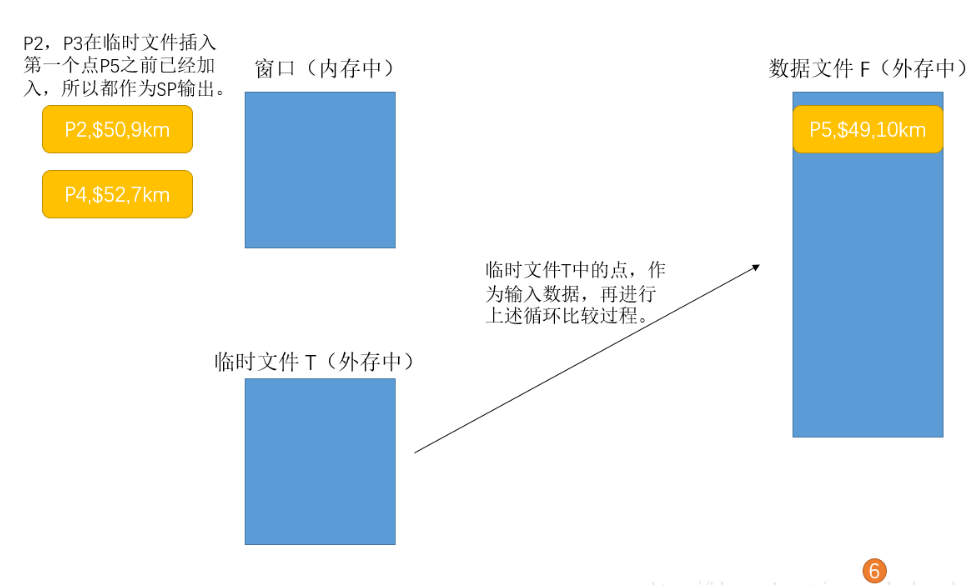 P2，P3在临时文件插入
第一个点P5之前已经加
入，所以都作为SP输出。
窗口（内存中）
数据文件 F（外存中）
P2,$50,9km
P5,$49,10km
P4,$52,7km
临时文件T中的点，作
为输入数据，再进行
上述循环比较过程。
临时文件 T（外存中）
6